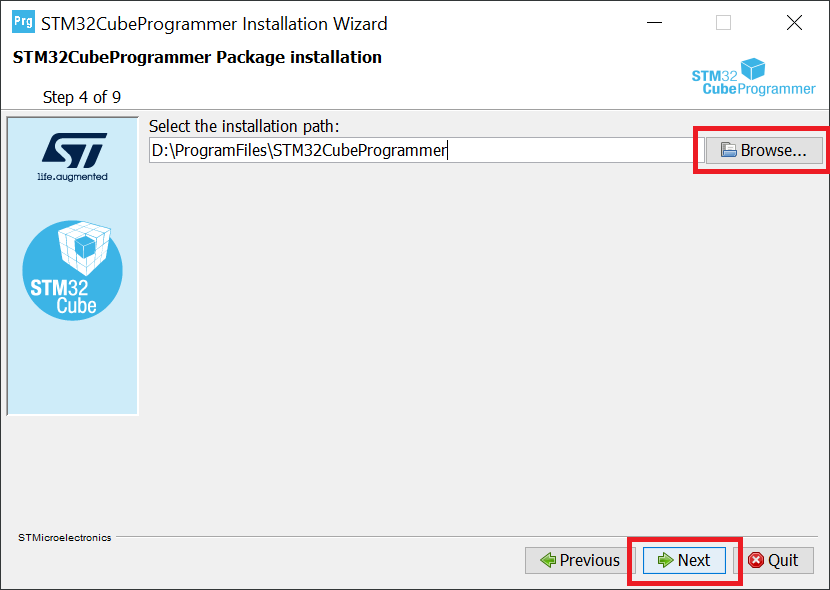 Prg STM32CubeProgrammer Installation Wizard
STM32CubeProgrammer Package installation
STM32
CubeProgrammer
Step 4 of 9
Select the installation path:
D:\ProgramFiles\STM32CubeProgrammer
Browse...
ST
life.augmented
STM32
Cube
STMicroelectronics
Previous
Next
Quit